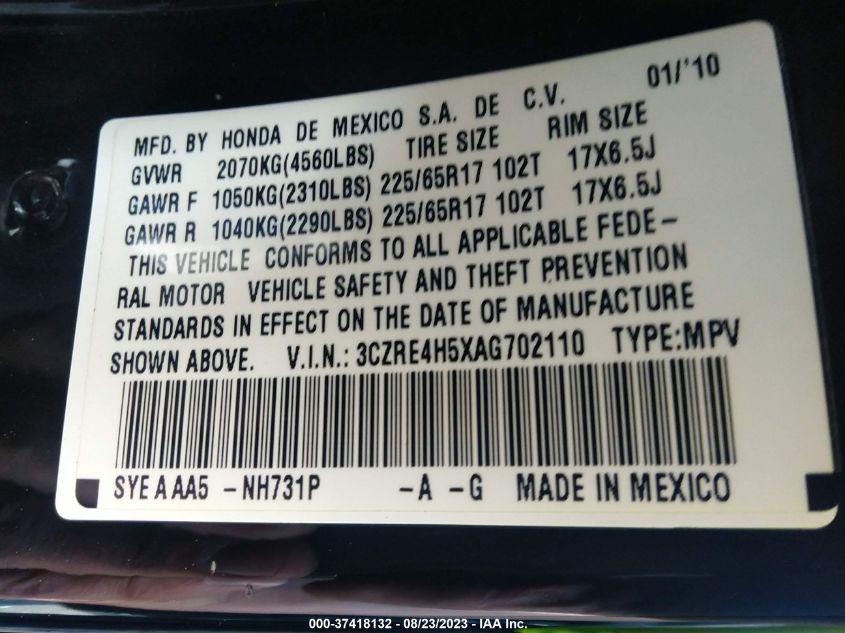 01/'10
MFD. BY HONDA DE MEXICO S.A. DE C.V.
GVWR 2070KG(4560LBS) TIRE SIZE RIM SIZE
GAWR F 1050KG(2310LBS) 225/65R17 102T 17X6.5J
GAWR R 1040KG(2290LBS) 225/65R17 102T 17X6.5J
THIS VEHICLE CONFORMS TO ALL APPLICABLE FEDE-
RAL MOTOR VEHICLE SAFETY AND THEFT PREVENTION
STANDARDS IN EFFECT ON THE DATE OF MANUFACTURE
SHOWN ABOVE. V.I.N.: 3CZRE4H5XAG702110 TYPE:MPV
SYE A AA5 -NH731P -A -G MADE IN MEXICO
000-37418132 - 08/23/2023 - IAA Inc.